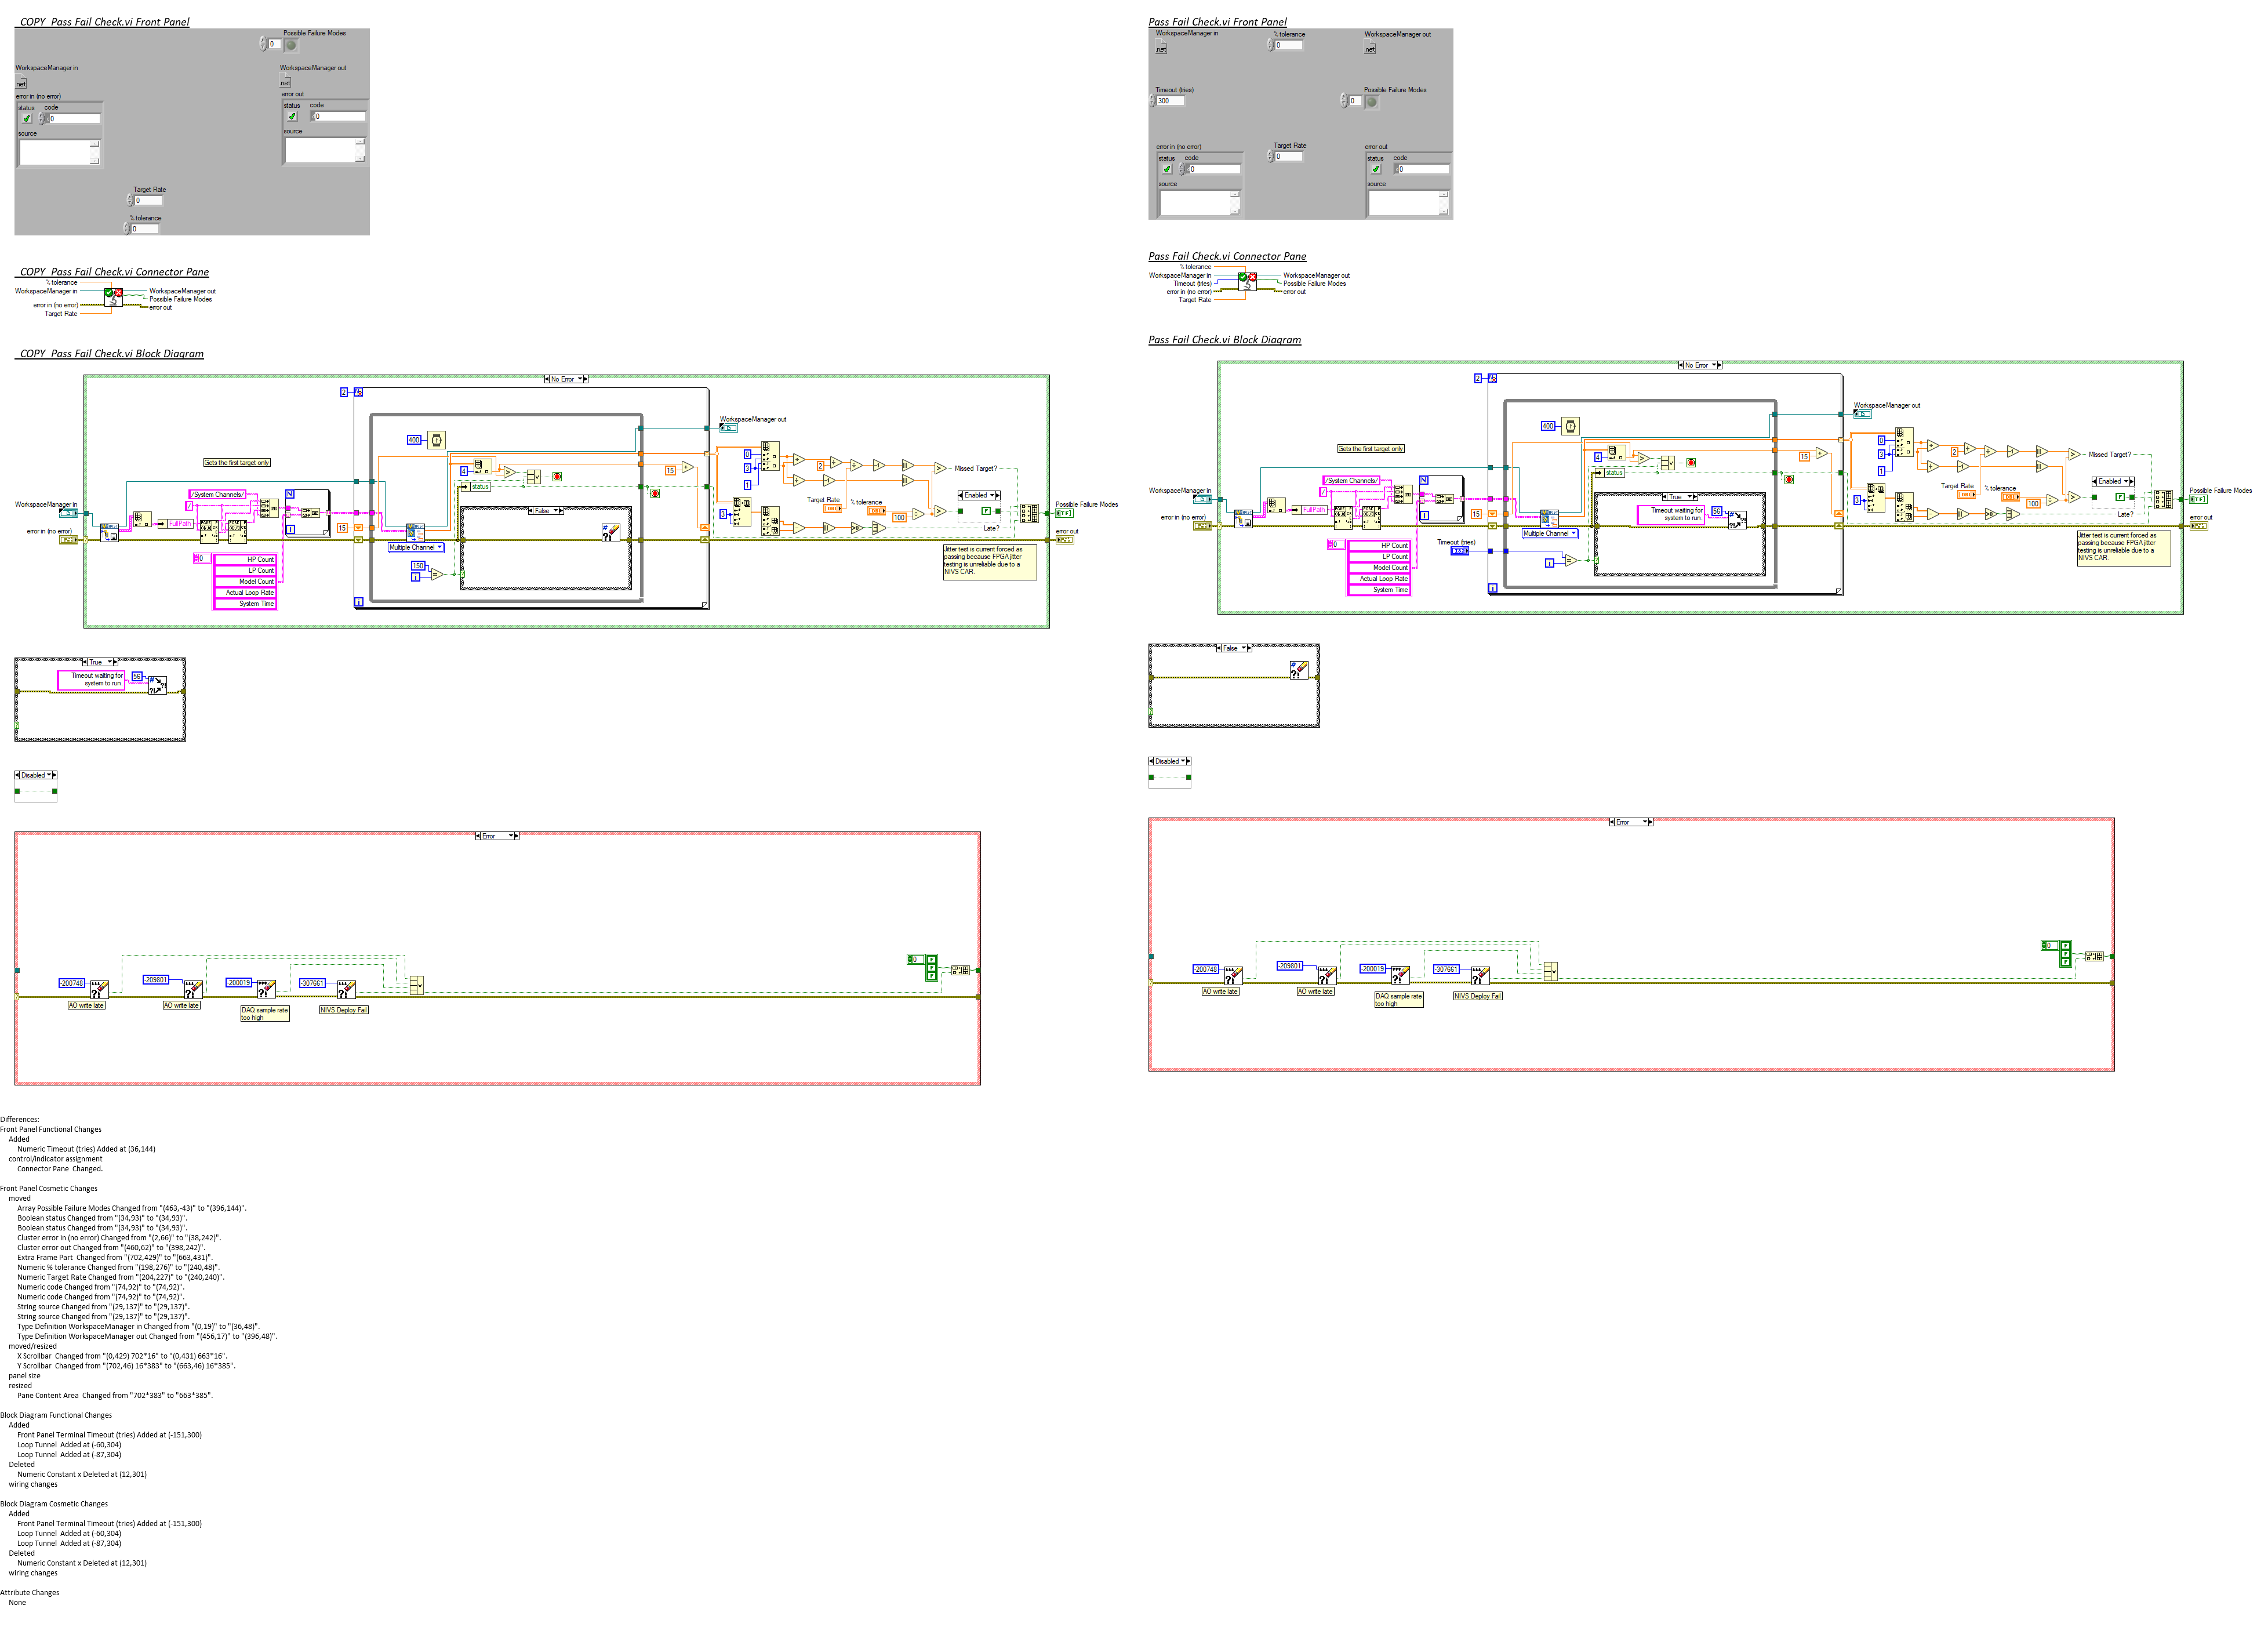 _COPY_Pass Fail Check.vi Front Panel
Possible Failure Modes
0
WorkspaceManager in
.net
WorkspaceManager out
.net
error in (no error)
status code
0
source
error out
status code
0
source
Target Rate
0
% tolerance
0
_COPY_Pass Fail Check.vi Connector Pane
% tolerance
WorkspaceManager in
error in (no error)
Target Rate
WorkspaceManager out
Possible Failure Modes
error out
_COPY_Pass Fail Check.vi Block Diagram
No Error
2
400
WorkspaceManager out
Gets the first target only
4
status
15
0
3
1
2
Missed Target?
Target Rate
% tolerance
100
Enabled
F
Late?
Possible Failure Modes
error out
WorkspaceManager in
error in (no error)
/System Channels/
/
FullPath
N
i
15
False
Multiple Channel
150
i
3
0
HP Count
LP Count
Model Count
Actual Loop Rate
System Time
i
Jitter test is current forced as
passing because FPGA jitter
testing is unreliable due to a
NIVS CAR.
True
Timeout waiting for
system to run.
56
Disabled
Error
-200748
AO write late
-209801
AO write late
-200019
DAQ sample rate
too high
-307661
NIVS Deploy Fail
0
F
F
F
Pass Fail Check.vi Front Panel
WorkspaceManager in
.net
% tolerance
0
WorkspaceManager out
.net
Timeout (tries)
300
0
Possible Failure Modes
error in (no error)
status code
0
source
Target Rate
0
error out
status code
0
source
Pass Fail Check.vi Connector Pane
% tolerance
WorkspaceManager in
Timeout (tries)
error in (no error)
Target Rate
WorkspaceManager out
Possible Failure Modes
error out
Pass Fail Check.vi Block Diagram
No Error
2
400
WorkspaceManager out
Gets the first target only
4
status
15
0
3
1
2
Missed Target?
Target Rate
% tolerance
100
Enabled
F
Late?
Possible Failure Modes
error out
WorkspaceManager in
error in (no error)
/System Channels/
/
FullPath
N
i
15
True
Timeout waiting for
system to run.
56
Multiple Channel
Timeout (tries)
I32
i
3
0
HP Count
LP Count
Model Count
Actual Loop Rate
System Time
i
Jitter test is current forced as
passing because FPGA jitter
testing is unreliable due to a
NIVS CAR.
False
Disabled
Error
-200748
AO write late
-209801
AO write late
-200019
DAQ sample rate
too high
-307661
NIVS Deploy Fail
0
F
F
F
Differences:
Front Panel Functional Changes
Added
Numeric Timeout (tries) Added at (36,144)
control/indicator assignment
Connector Pane Changed.
Front Panel Cosmetic Changes
moved
Array Possible Failure Modes Changed from "(463,-43)" to "(396,144)".
Boolean status Changed from "(34,93)" to "(34,93)".
Boolean status Changed from "(34,93)" to "(34,93)".
Cluster error in (no error) Changed from "(2,66)" to "(38,242)".
Cluster error out Changed from "(460,62)" to "(398,242)".
Extra Frame Part Changed from "(702,429)" to "(663,431)".
Numeric % tolerance Changed from "(198,276)" to "(240,48)".
Numeric Target Rate Changed from "(204,227)" to "(240,240)".
Numeric code Changed from "(74,92)" to "(74,92)".
Numeric code Changed from "(74,92)" to "(74,92)".
String source Changed from "(29,137)" to "(29,137)".
String source Changed from "(29,137)" to "(29,137)".
Type Definition WorkspaceManager in Changed from "(0,19)" to "(36,48)".
Type Definition WorkspaceManager out Changed from "(456,17)" to "(396,48)".
moved/resized
X Scrollbar Changed from "(0,429) 702*16" to "(0,431) 663*16".
Y Scrollbar Changed from "(702,46) 16*383" to "(663,46) 16*385".
panel size
resized
Pane Content Area Changed from "702*383" to "663*385".
Block Diagram Functional Changes
Added
Front Panel Terminal Timeout (tries) Added at (-151,300)
Loop Tunnel Added at (-60,304)
Loop Tunnel Added at (-87,304)
Deleted
Numeric Constant x Deleted at (12,301)
wiring changes
Block Diagram Cosmetic Changes
Added
Front Panel Terminal Timeout (tries) Added at (-151,300)
Loop Tunnel Added at (-60,304)
Loop Tunnel Added at (-87,304)
Deleted
Numeric Constant x Deleted at (12,301)
wiring changes
Attribute Changes
None